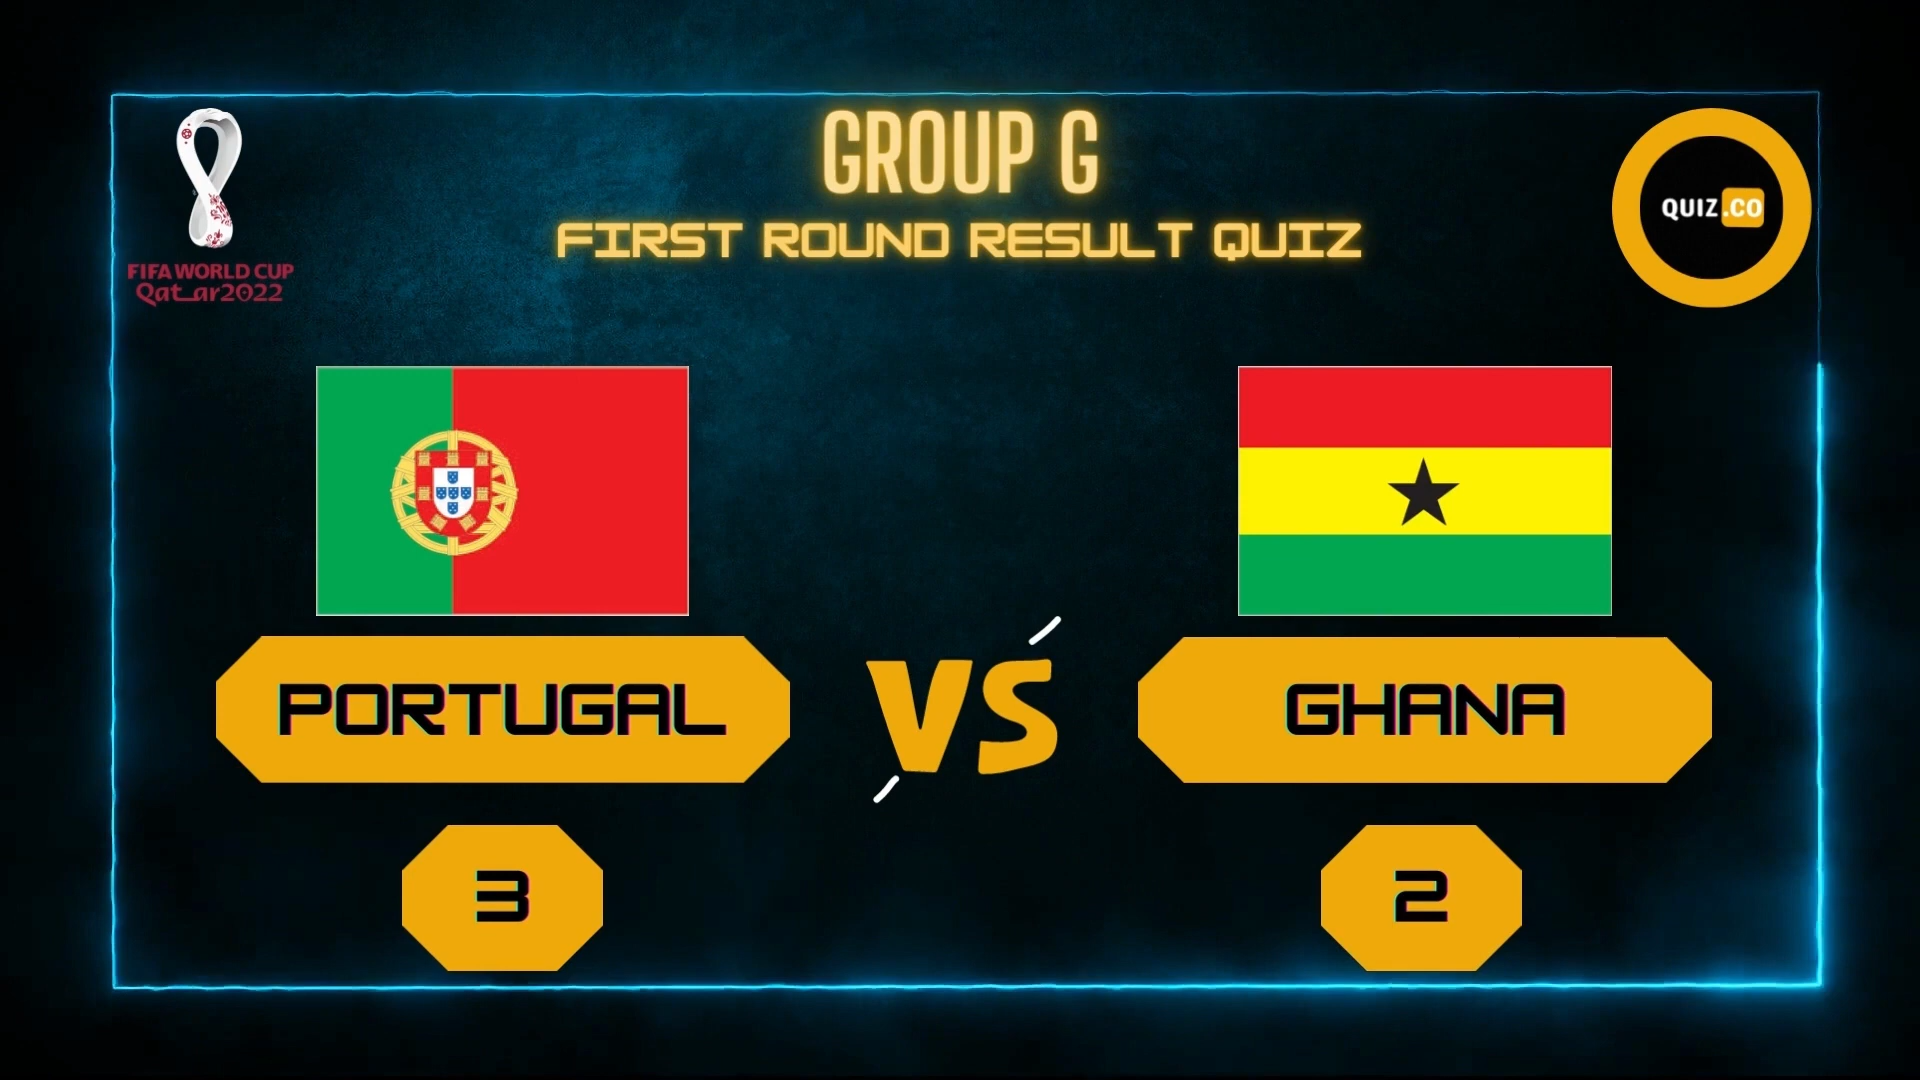 GROUP G
FIRST ROUND RESULT QUIZ
FIFA WORLD CUP
Qatar2022
QUIZ.CO
PORTUGAL
VS
GHANA
3
2